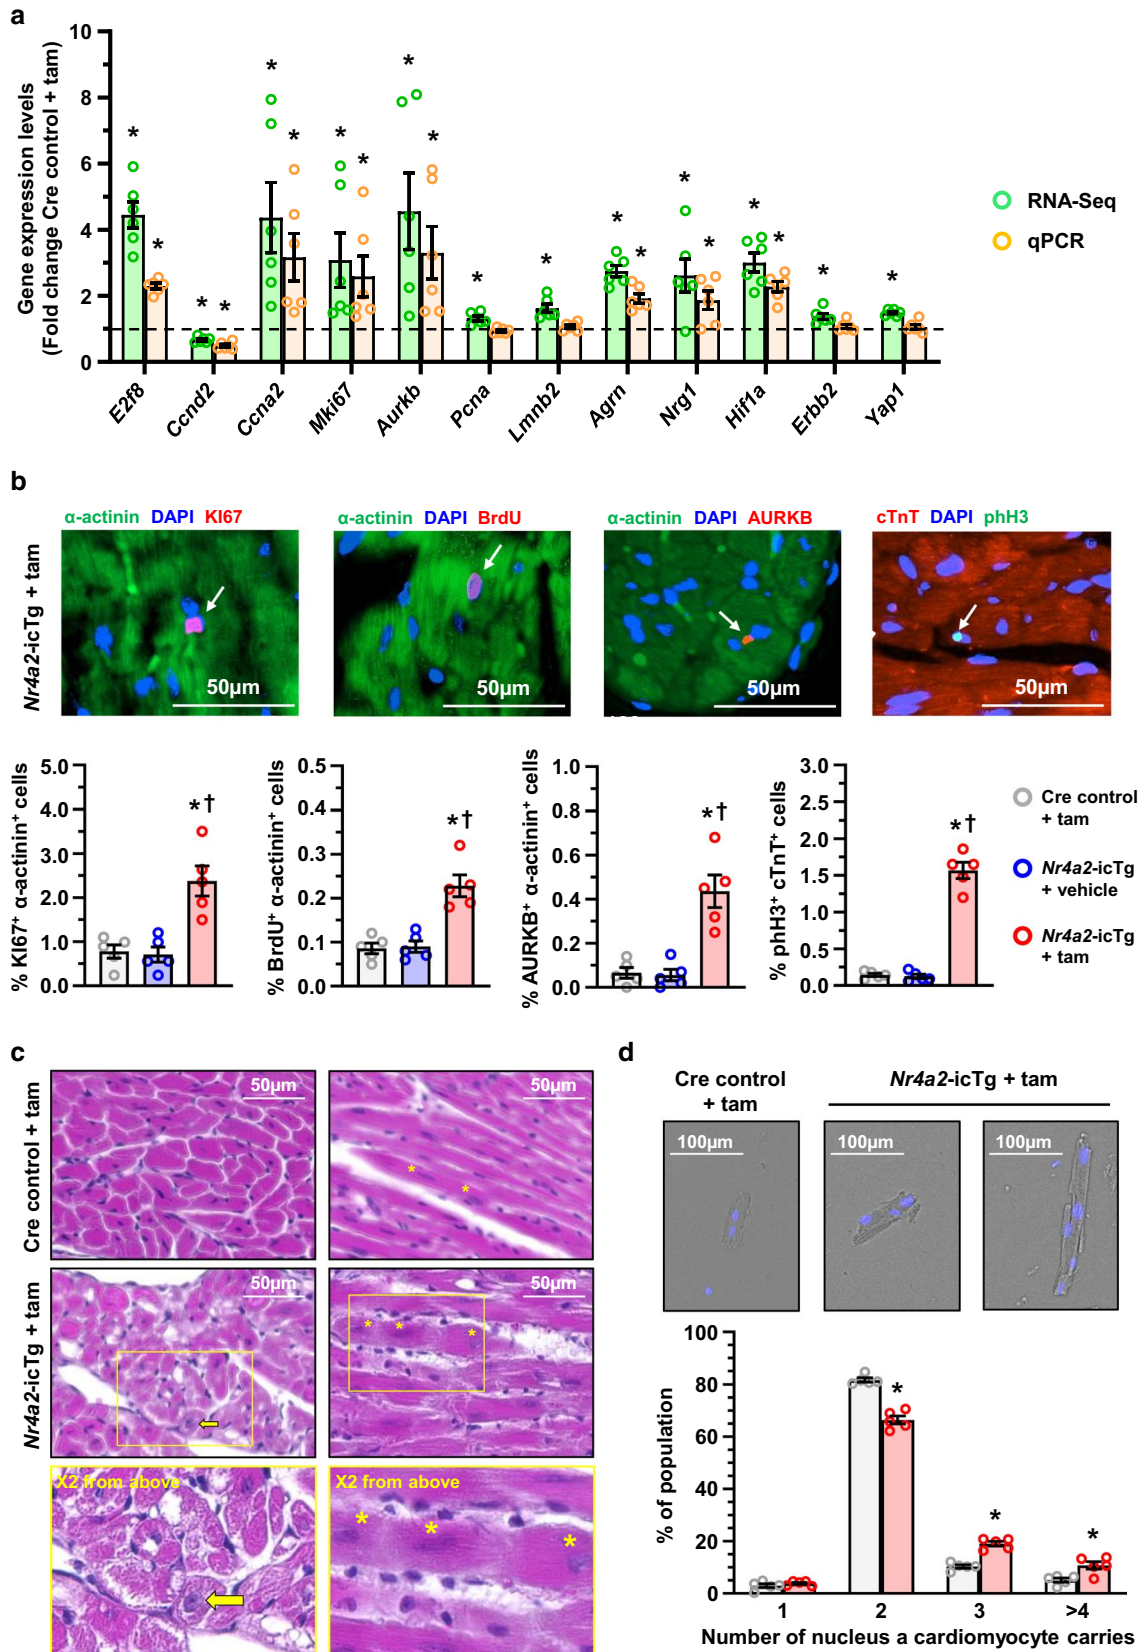 a
Gene expression levels
(Fold change Cre control + tam)
10
8
6
4
2
0
* * * * * * * * * * * * * * * * * * * *
E2f8 Ccnd2 Ccna2 Mki67 Aurkb Pcna Lmnb2 Agrn Nrg1 Hif1a Erbb2 Yap1
RNA-Seq
qPCR
b
Nr4a2-icTg + tam
α-actinin DAPI KI67
50µm
α-actinin DAPI BrdU
50µm
α-actinin DAPI AURKB
50µm
cTnT DAPI phH3
50µm
% KI67⁺ α-actinin⁺ cells
5.0
4.0
3.0
2.0
1.0
0.0
*†
% BrdU⁺ α-actinin⁺ cells
0.5
0.4
0.3
0.2
0.1
0.0
*†
% AURKB⁺ α-actinin⁺ cells
1.0
0.8
0.6
0.4
0.2
0.0
*†
% phH3⁺ cTnT⁺ cells
3.0
2.5
2.0
1.5
1.0
0.5
0.0
*†
Cre control
+ tam
Nr4a2-icTg
+ vehicle
Nr4a2-icTg
+ tam
c
Cre control + tam
50µm
50µm
* *
Nr4a2-icTg + tam
50µm
50µm
* * *
X2 from above
X2 from above
* * *
d
Cre control
+ tam
Nr4a2-icTg + tam
100µm
100µm
100µm
% of population
100
80
60
40
20
0
* * *
1 2 3 >4
Number of nucleus a cardiomyocyte carries